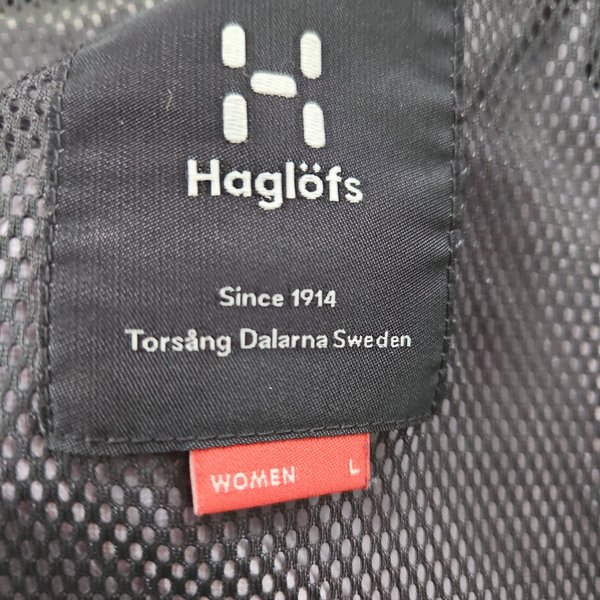 Haglöfs
Since 1914
Torsång Dalarna Sweden
WOMEN L